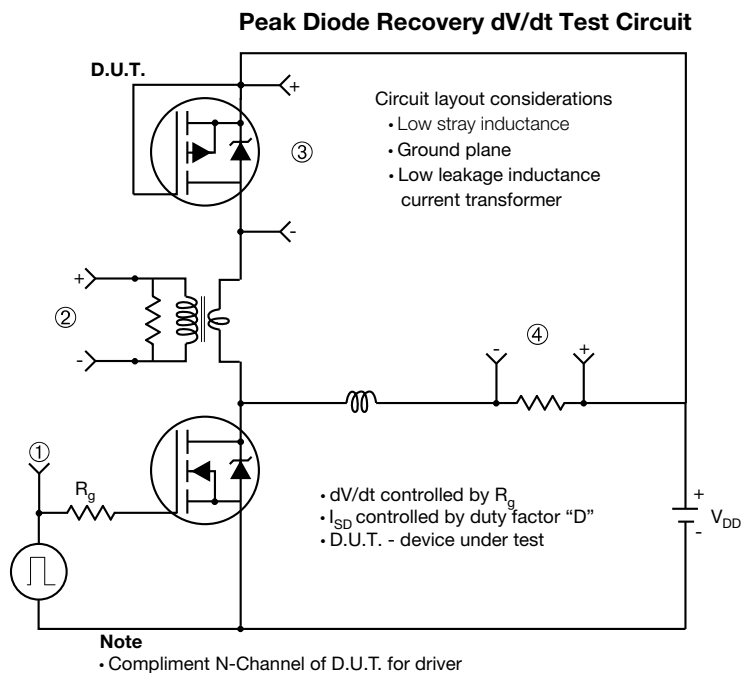 Peak Diode Recovery dV/dt Test Circuit
D.U.T.
+
Circuit layout considerations
• Low stray inductance
• Ground plane
• Low leakage inductance
current transformer
③
-
+
②
-
-
④
+
①
Rg
• dV/dt controlled by Rg
• ISD controlled by duty factor “D”
• D.U.T. - device under test
+
VDD
-
Note
• Compliment N-Channel of D.U.T. for driver